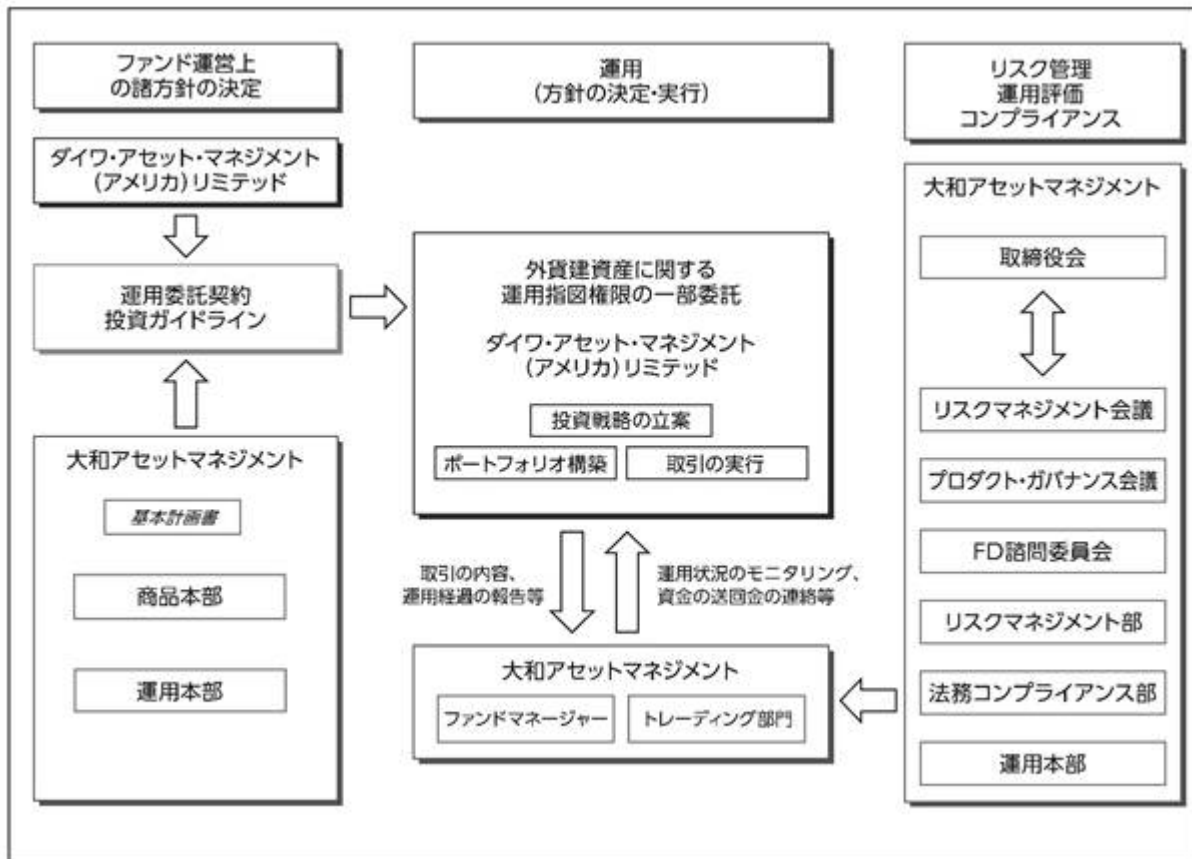 ファンド運営上
の諸方針の決定
ダイワ・アセット・マネジメント
(アメリカ)リミテッド
運用委託契約
投資ガイドライン
大和アセットマネジメント
基本計画書
商品本部
運用本部
運用
(方針の決定・実行)
外貨建資産に関する
運用指図権限の一部委託
ダイワ・アセット・マネジメント
(アメリカ)リミテッド
投資戦略の立案
ポートフォリオ構築
取引の実行
取引の内容、
運用経過の報告等
運用状況のモニタリング、
資金の送回金の連絡等
大和アセットマネジメント
ファンドマネージャー
トレーディング部門
リスク管理
運用評価
コンプライアンス
大和アセットマネジメント
取締役会
リスクマネジメント会議
プロダクト・ガバナンス会議
FD諮問委員会
リスクマネジメント部
法務コンプライアンス部
運用本部